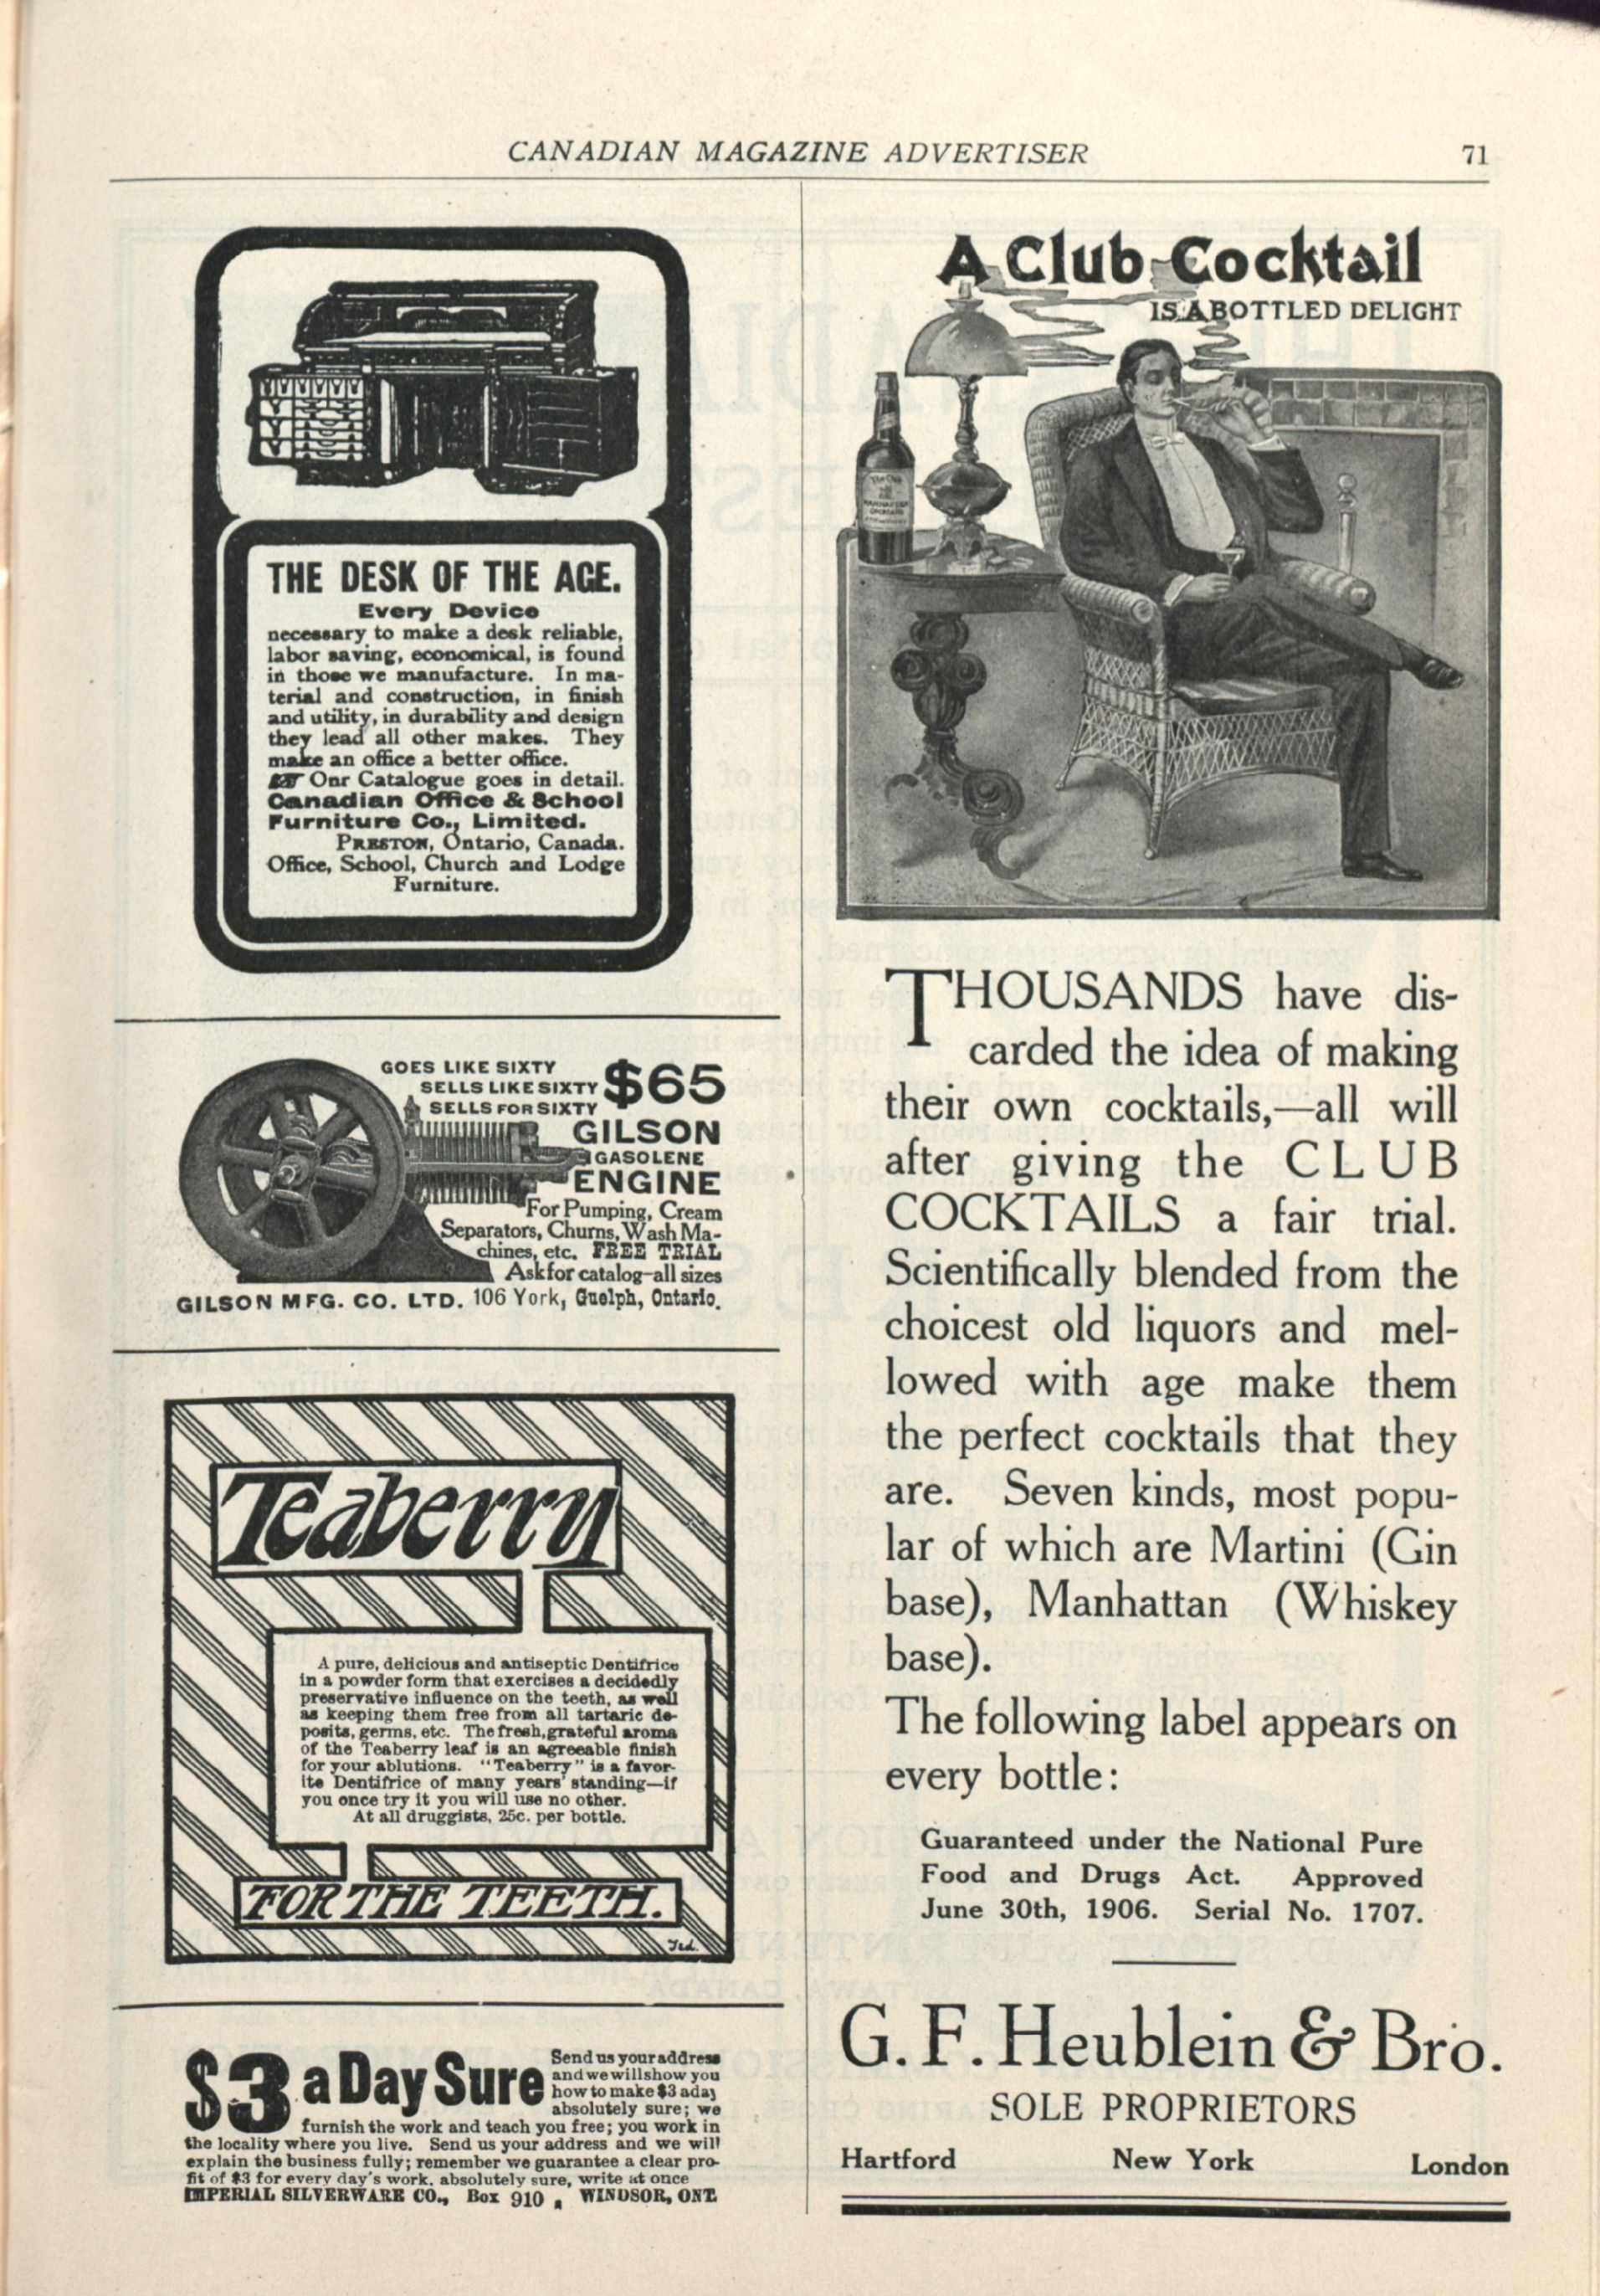 CANADIAN MAGAZINE ADVERTISER
71
THE DESK OF THE AGE.
Every Device
necessary to make a desk reliable,
labor saving, economical, is found
in those we manufacture. In ma-
terial and construction, in finish
and utility, in durability and design
they lead all other makes. They
make an office a better office.
☞ Our Catalogue goes in detail.
Canadian Office & School
Furniture Co., Limited.
PRESTON, Ontario, Canada.
Office, School, Church and Lodge
Furniture.
GOES LIKE SIXTY
SELLS LIKE SIXTY
SELLS FOR SIXTY
$65
GILSON
GASOLENE
ENGINE
For Pumping, Cream
Separators, Churns, Wash Ma-
chines, etc. FREE TRIAL
Ask for catalog-all sizes
GILSON MFG. CO. LTD. 106 York, Guelph, Ontario.
Teaberry
A pure, delicious and antiseptic Dentifrice
in a powder form that exercises a decidedly
preservative influence on the teeth, as well
as keeping them free from all tartaric de-
posits, germs, etc. The fresh, grateful aroma
of the Teaberry leaf is an agreeable finish
for your ablutions. "Teaberry" is a favor-
ite Dentifrice of many years' standing—if
you once try it you will use no other.
At all druggists, 25c. per bottle.
FOR THE TEETH.
Ted.
$3 a Day Sure
Send us your address
and we will show you
how to make $3 a day
absolutely sure; we
furnish the work and teach you free; you work in
the locality where you live. Send us your address and we will
explain the business fully; remember we guarantee a clear pro-
fit of $3 for every day's work, absolutely sure, write at once
IMPERIAL SILVERWARE CO., Box 910, WINDSOR, ONT.
A Club Cocktail
IS A BOTTLED DELIGHT
The Club
MANHATTAN
COCKTAILS
THOUSANDS have dis-
carded the idea of making
their own cocktails,—all will
after giving the CLUB
COCKTAILS a fair trial.
Scientifically blended from the
choicest old liquors and mel-
lowed with age make them
the perfect cocktails that they
are. Seven kinds, most popu-
lar of which are Martini (Gin
base), Manhattan (Whiskey
base).
The following label appears on
every bottle:
Guaranteed under the National Pure
Food and Drugs Act. Approved
June 30th, 1906. Serial No. 1707.
G. F. Heublein & Bro.
SOLE PROPRIETORS
Hartford New York London